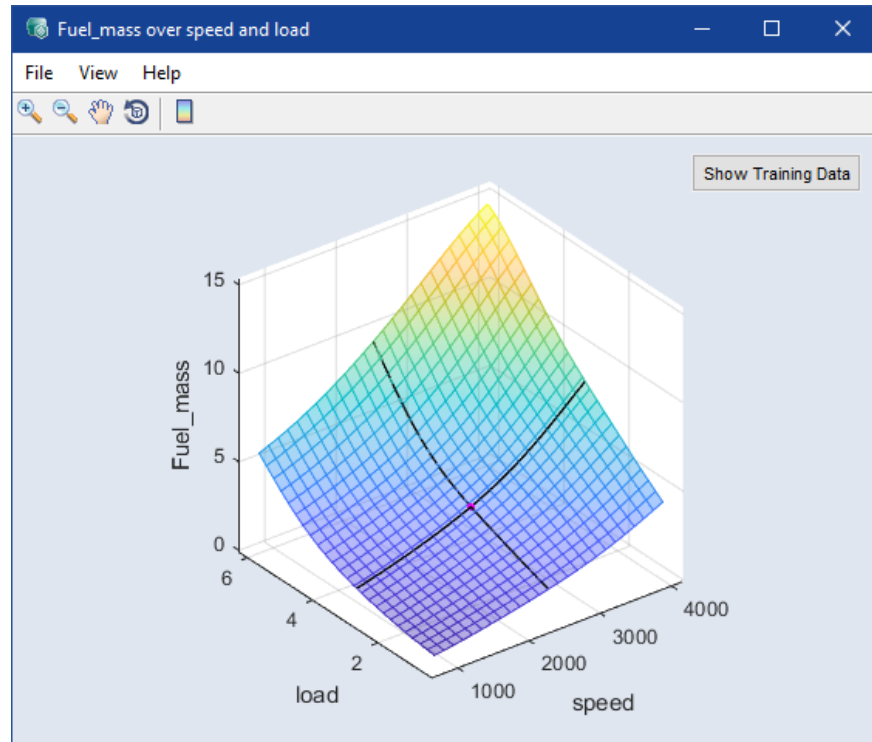 Fuel_mass over speed and load
File View Help
Show Training Data
15
10
5
0
Fuel_mass
6
4
2
load
1000
2000
3000
4000
speed